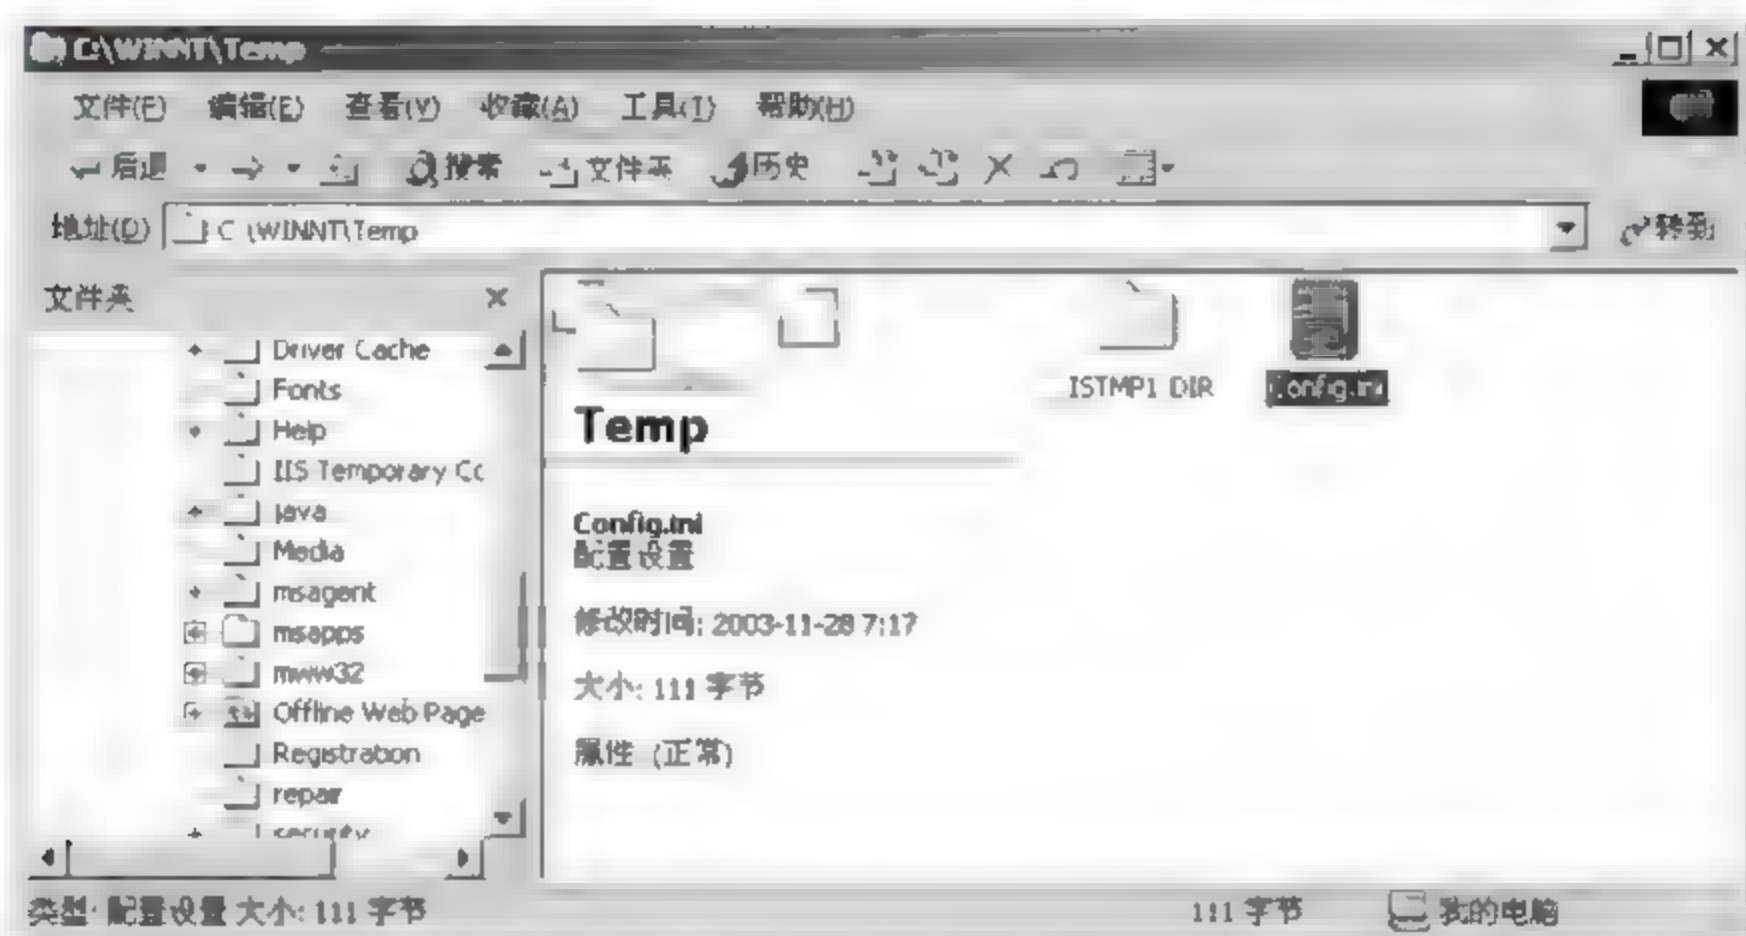 C:\WINNT\Temp
文件(F) 编辑(E) 查看(V) 收藏(A) 工具(T) 帮助(H)
后退 搜索 文件夹 历史
地址(D) C:\WINNT\Temp 转到
文件夹
Driver Cache
Fonts
Help
IIS Temporary Cc
java
Media
msagent
msapps
mww32
Offline Web Page
Registration
repair
security
ISTMP1 DIR
Config.ini
Temp
Config.ini
配置设置
修改时间: 2003-11-28 7:17
大小: 111 字节
属性 (正常)
类型: 配置设置 大小: 111 字节
111 字节
我的电脑